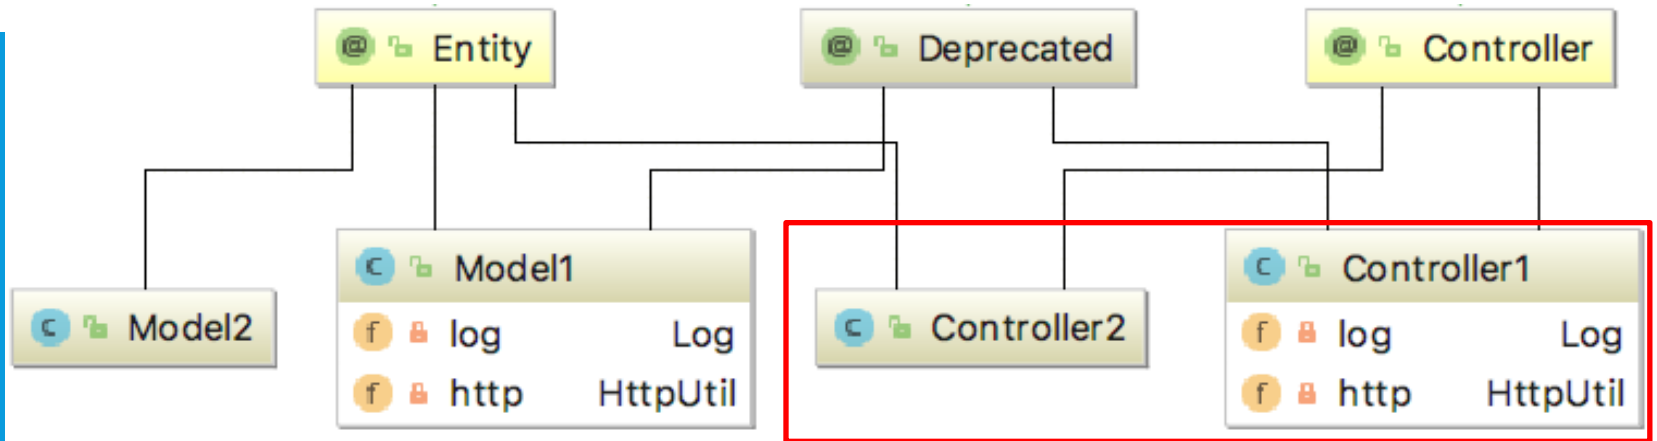 Entity
Deprecated
Controller
Model2
Model1
log Log
http HttpUtil
Controller2
Controller1
log Log
http HttpUtil